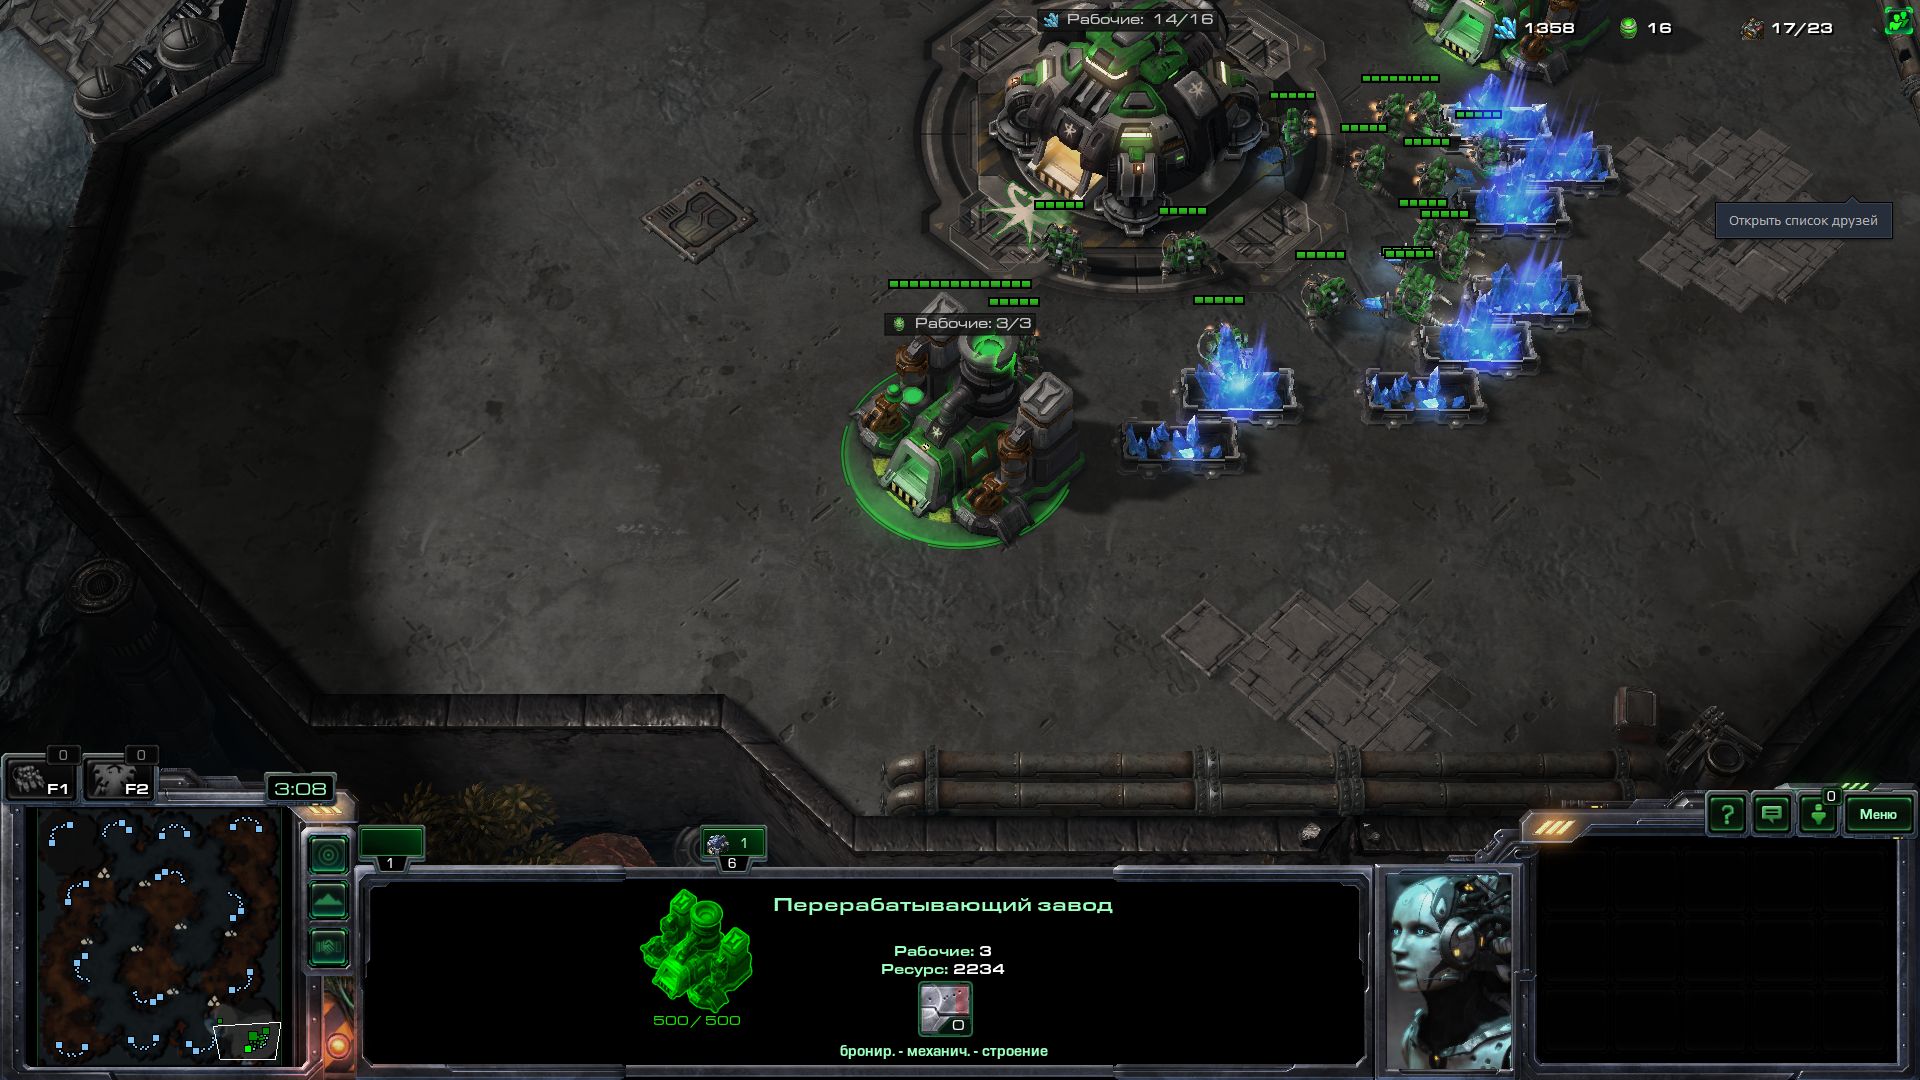 Рабочие: 14/16
1358
16
17/23
Открыть список друзей
Рабочие: 3/3
0
0
F1
F2
3:08
0
Меню
1
1
6
Перерабатывающий завод
Рабочие: 3
Ресурс: 2234
0
500/500
бронир. - механич. - строение